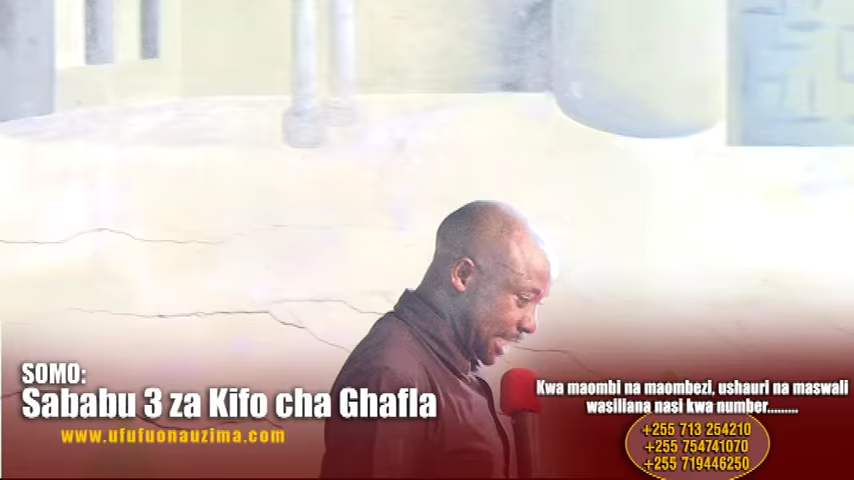 SOMO:
Sababu 3 za Kifo cha Ghafla
www.ufufuonauzima.com
Kwa maombi na maombezi, ushauri na maswali
wasiliana nasi kwa number.........
+255 713 254210
+255 754741070
+255 719446250